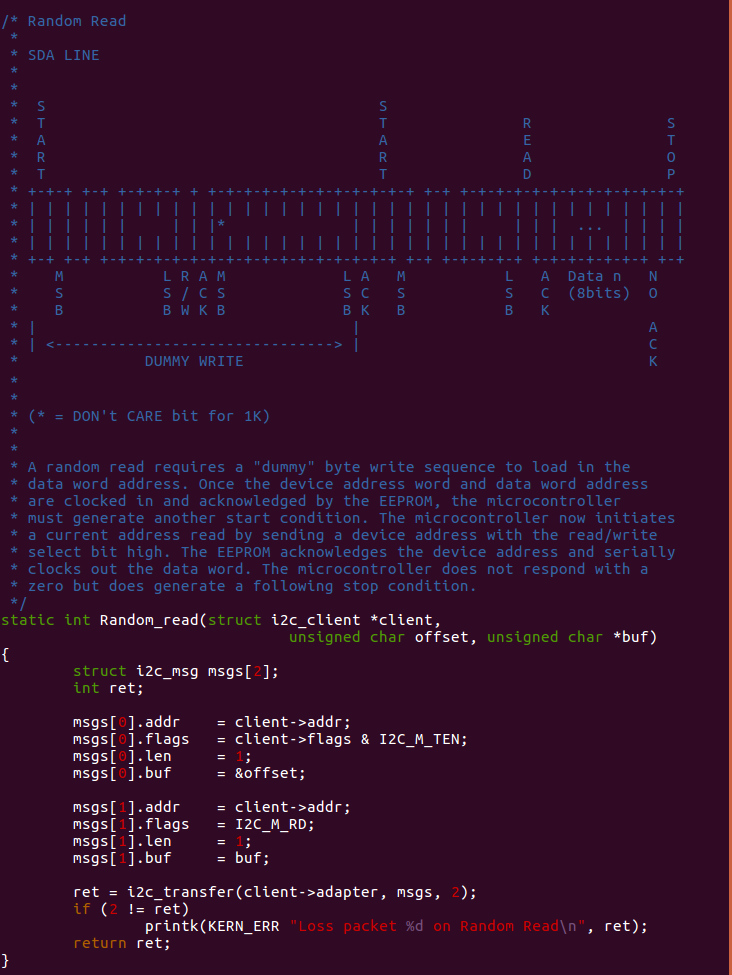 /* Random Read
 *
 * SDA LINE
 *
 *
 *  S                                     S
 *  T                                     T               R               S
 *  A                                     A               E               T
 *  R                                     R               A               O
 *  T                                     T               D               P
 * +-+-+ +-+ +-+-+-+ + +-+-+-+-+-+-+-+-+-+-+-+-+ +-+ +-+-+-+-+-+-+-+-+-+-+-+
 * | | | | | | | | | | | | | | | | | | | | | | | | | | | | | | | | | | | | |
 * | | | | | |     | | |*              | | | | | | |     | | |  ...  | | | |
 * | | | | | | | | | | | | | | | | | | | | | | | | | | | | | | | | | | | | |
 * +-+ +-+ +-+-+-+-+-+-+-+-+-+-+-+-+-+-+-+-+ +-+ +-+-+ +-+-+-+-+-+-+-+ +-+
 *    M           L R A M             L A   M           L   A  Data n   N
 *    S           S / C S             S C   S           S   C  (8bits)  O
 *    B           B W K B             B K   B           B   K
 * |                                   |                                A
 * | <-------------------------------> |                                C
 *              DUMMY WRITE                                             K
 *
 *
 * (* = DON't CARE bit for 1K)
 *
 *
 * A random read requires a "dummy" byte write sequence to load in the
 * data word address. Once the device address word and data word address
 * are clocked in and acknowledged by the EEPROM, the microcontroller
 * must generate another start condition. The microcontroller now initiates
 * a current address read by sending a device address with the read/write
 * select bit high. The EEPROM acknowledges the device address and serially
 * clocks out the data word. The microcontroller does not respond with a
 * zero but does generate a following stop condition.
 */
static int Random_read(struct i2c_client *client,
                                unsigned char offset, unsigned char *buf)
{
        struct i2c_msg msgs[2];
        int ret;

        msgs[0].addr    = client->addr;
        msgs[0].flags   = client->flags & I2C_M_TEN;
        msgs[0].len     = 1;
        msgs[0].buf     = &offset;

        msgs[1].addr    = client->addr;
        msgs[1].flags   = I2C_M_RD;
        msgs[1].len     = 1;
        msgs[1].buf     = buf;

        ret = i2c_transfer(client->adapter, msgs, 2);
        if (2 != ret)
                printk(KERN_ERR "Loss packet %d on Random Read\n", ret);
        return ret;
}